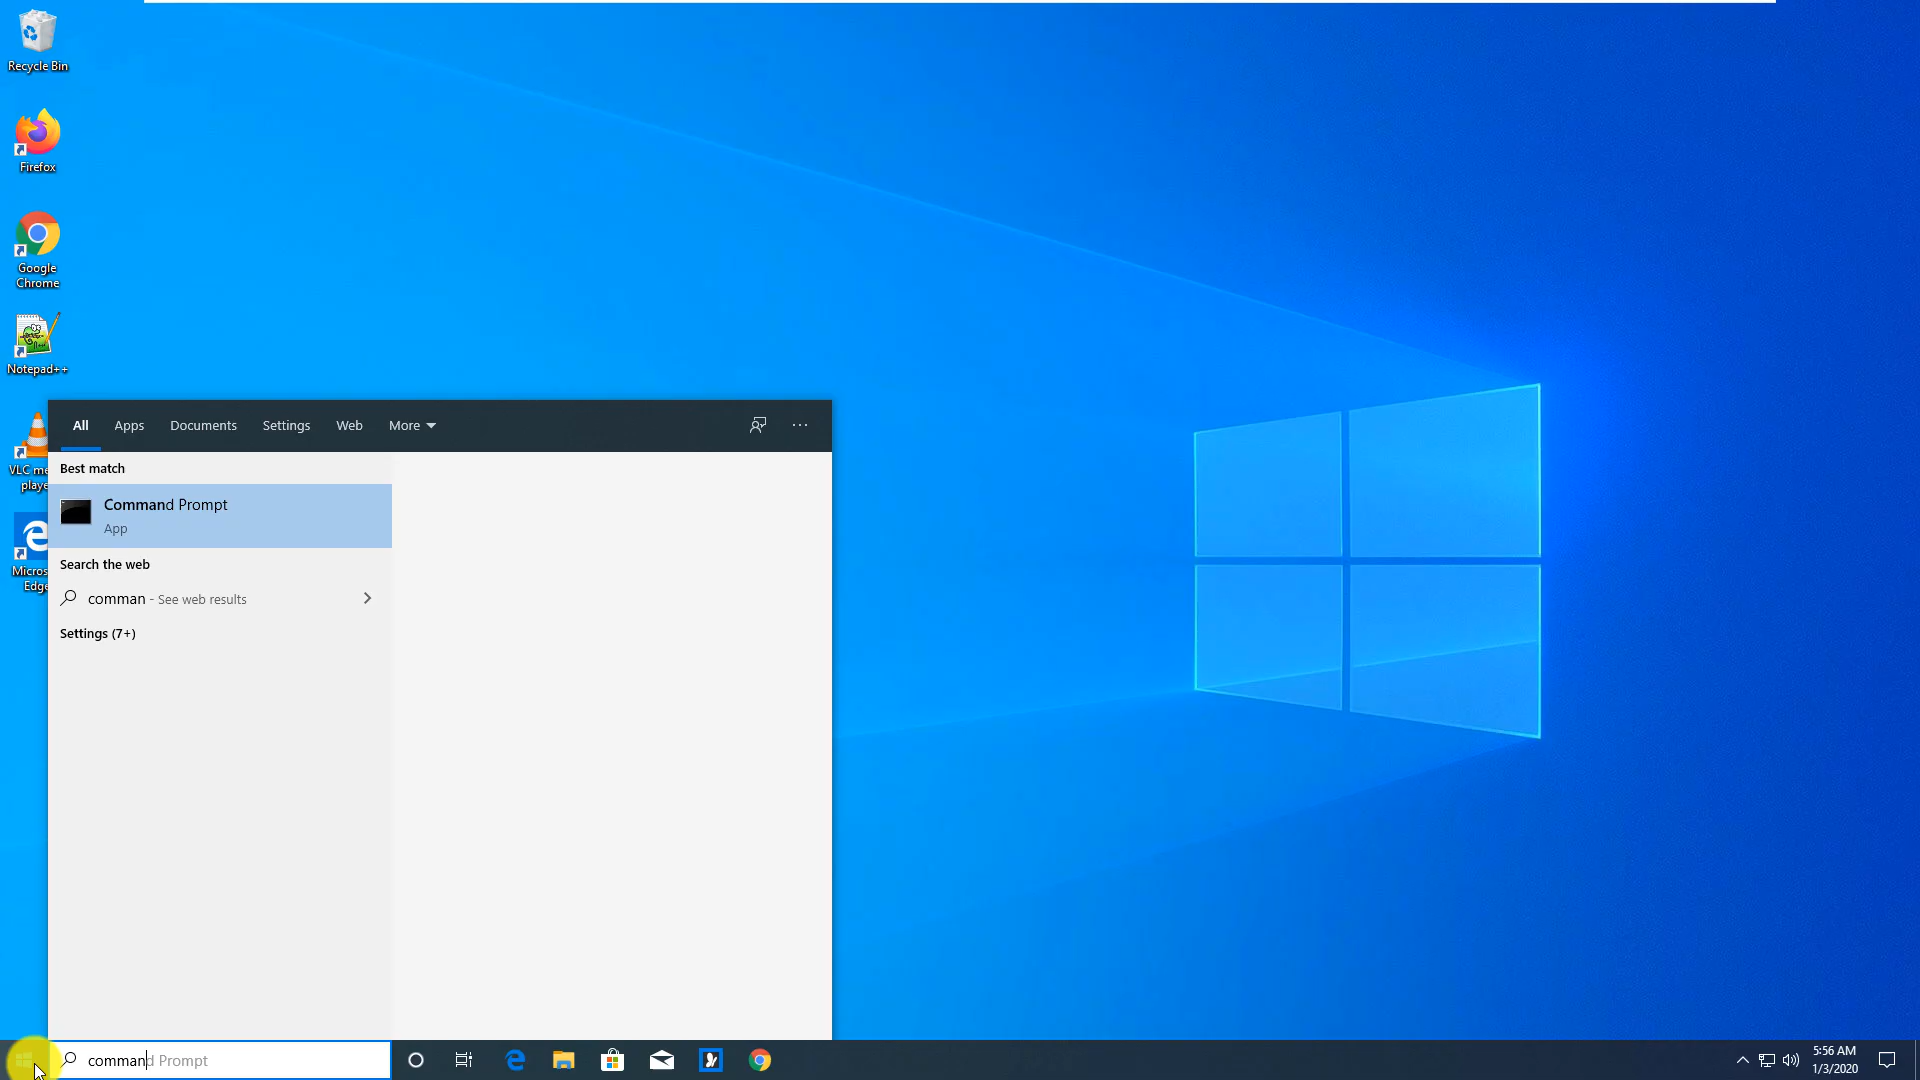 Recycle Bin
Firefox
Google
Chrome
Notepad++
VLC me
playe
Micros
Edge
All Apps Documents Settings Web More
Best match
Command Prompt
App
Search the web
comman - See web results
Settings (7+)
command Prompt
5:56 AM
1/3/2020